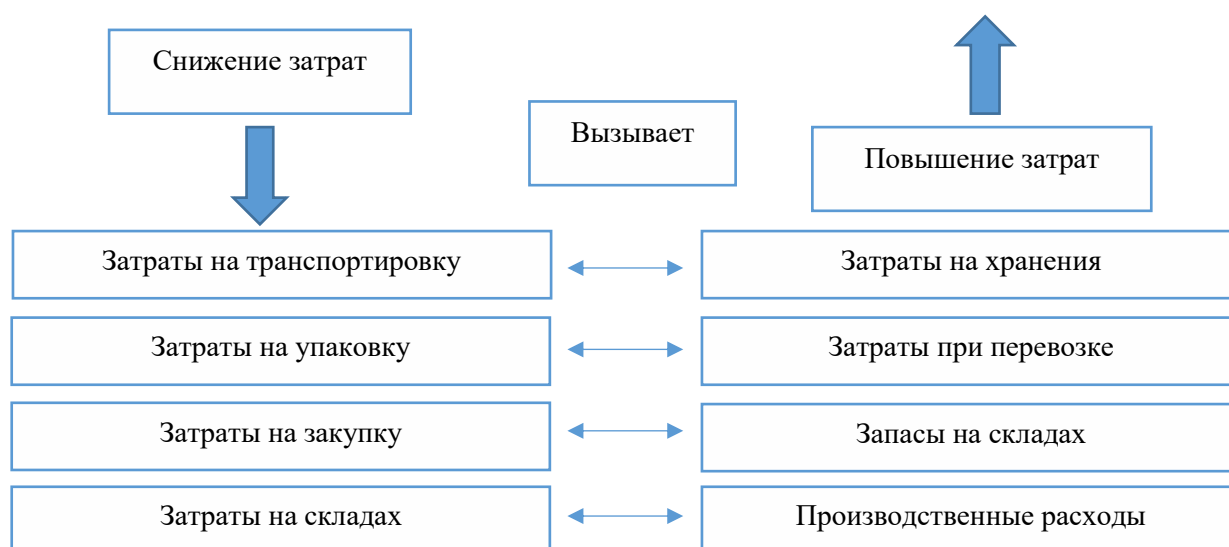 Снижение затрат
Вызывает
Повышение затрат
Затраты на транспортировку
Затраты на хранения
Затраты на упаковку
Затраты при перевозке
Затраты на закупку
Запасы на складах
Затраты на складах
Производственные расходы